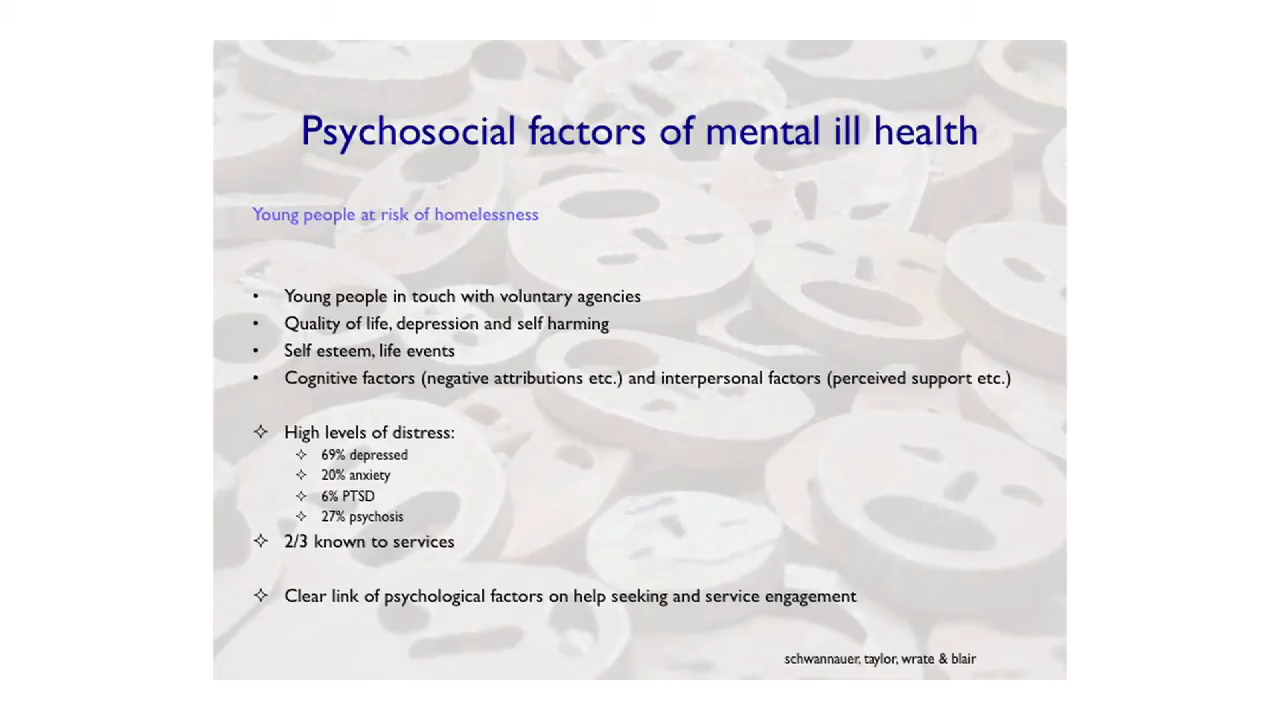 Psychosocial factors of mental ill health
Young people at risk of homelessness
• Young people in touch with voluntary agencies
• Quality of life, depression and self harming
• Self esteem, life events
• Cognitive factors (negative attributions etc.) and interpersonal factors (perceived support etc.)
✧ High levels of distress:
✧ 69% depressed
✧ 20% anxiety
✧ 6% PTSD
✧ 27% psychosis
✧ 2/3 known to services
✧ Clear link of psychological factors on help seeking and service engagement
schwannauer, taylor, wrate & blair